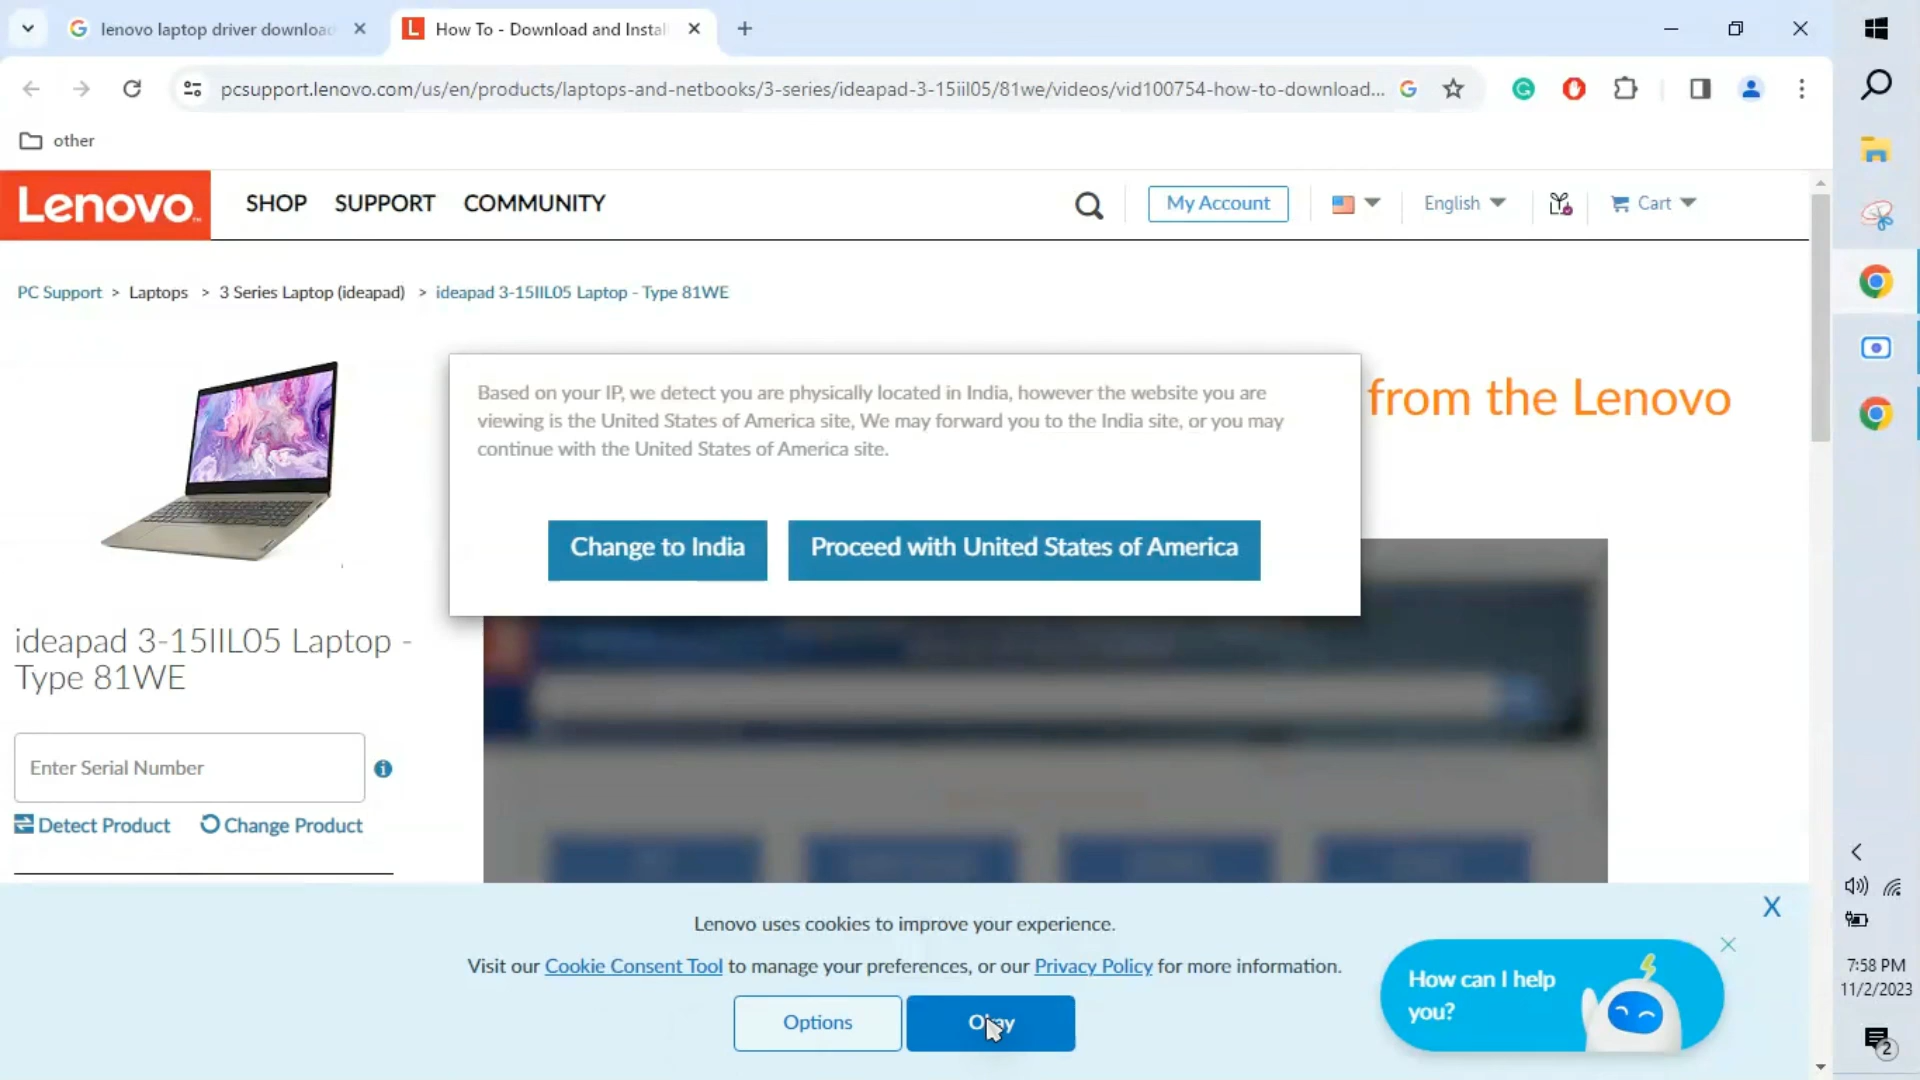 lenovo laptop driver download
How To - Download and Instal
pcsupport.lenovo.com/us/en/products/laptops-and-netbooks/3-series/ideapad-3-15iil05/81we/videos/vid100754-how-to-download...
other
Lenovo
SHOP SUPPORT COMMUNITY
My Account English Cart
PC Support > Laptops > 3 Series Laptop (ideapad) > ideapad 3-15IIL05 Laptop - Type 81WE
from the Lenovo
Based on your IP, we detect you are physically located in India, however the website you are
viewing is the United States of America site, We may forward you to the India site, or you may
continue with the United States of America site.
Change to India Proceed with United States of America
ideapad 3-15IIL05 Laptop -
Type 81WE
Enter Serial Number
Detect Product Change Product
Lenovo uses cookies to improve your experience.
X
Visit our Cookie Consent Tool to manage your preferences, or our Privacy Policy for more information.
Options Okay
How can I help
you?
7:58 PM
11/2/2023
2